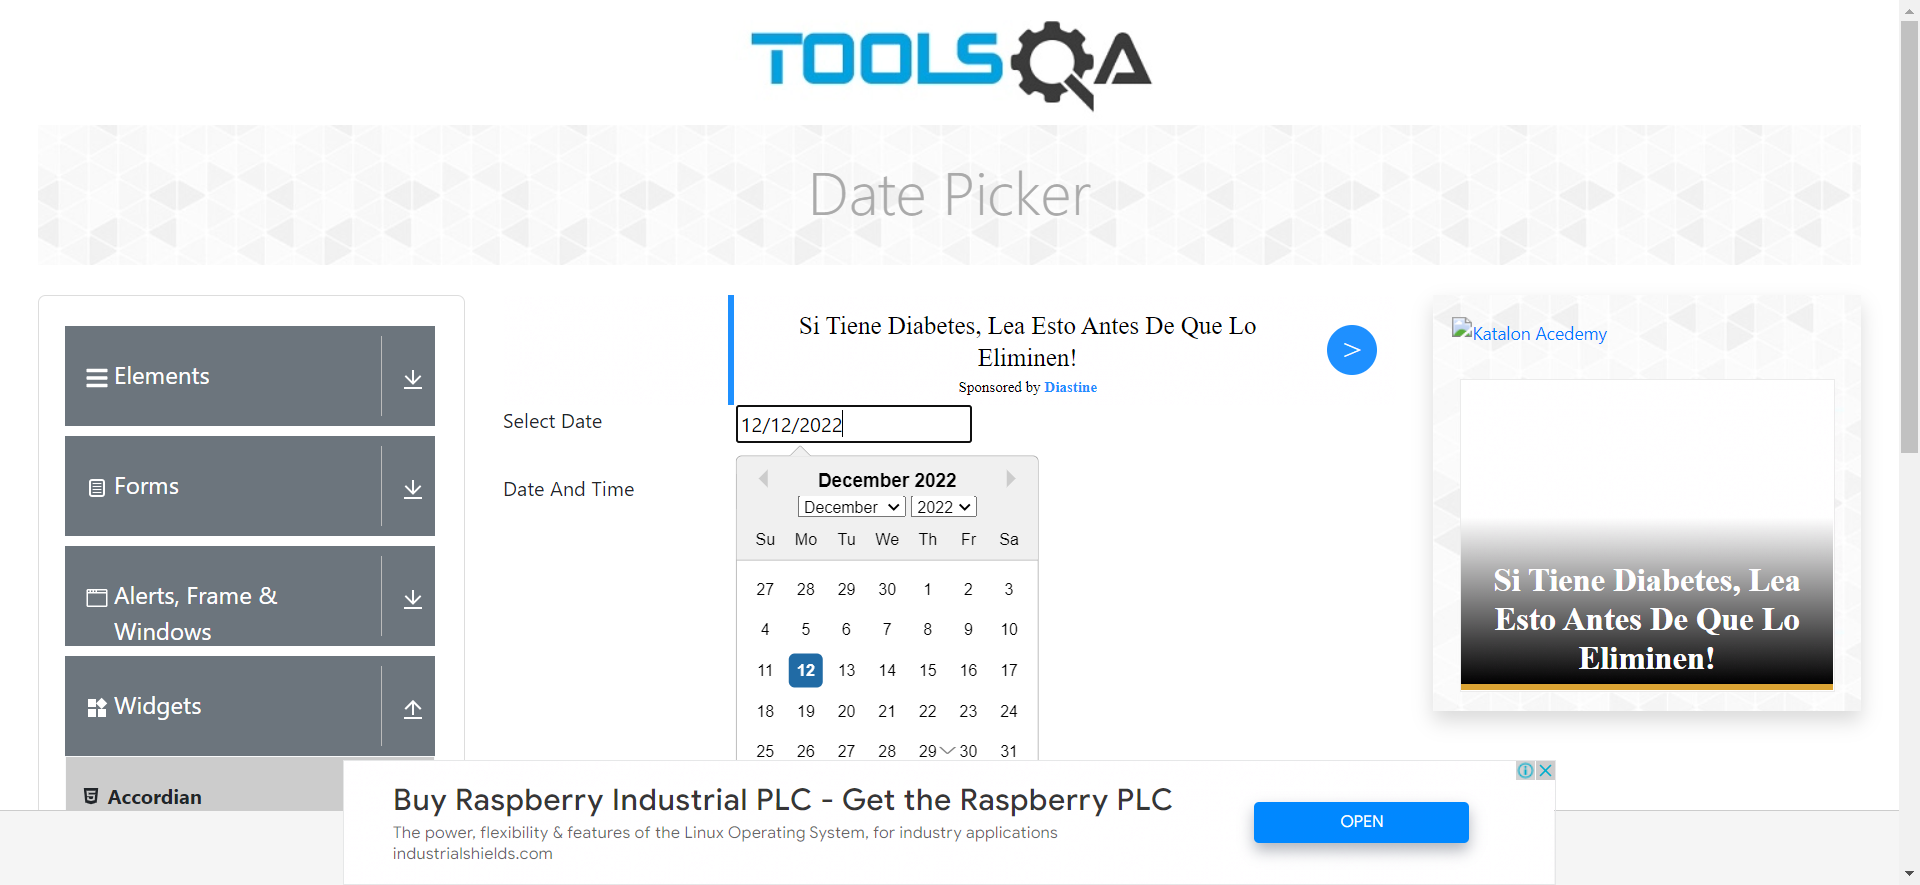 TOOLSQA
Date Picker
Elements
Forms
Alerts, Frame &
Windows
Widgets
Accordian
Si Tiene Diabetes, Lea Esto Antes De Que Lo
Eliminen!
Sponsored by Diastine
>
Select Date
12/12/2022
Date And Time
December 2022
December 2022
Su Mo Tu We Th Fr Sa
27 28 29 30 1 2 3
4 5 6 7 8 9 10
11 12 13 14 15 16 17
18 19 20 21 22 23 24
25 26 27 28 29 30 31
Katalon Acedemy
Si Tiene Diabetes, Lea
Esto Antes De Que Lo
Eliminen!
Buy Raspberry Industrial PLC - Get the Raspberry PLC
The power, flexibility & features of the Linux Operating System, for industry applications
industrialshields.com
OPEN